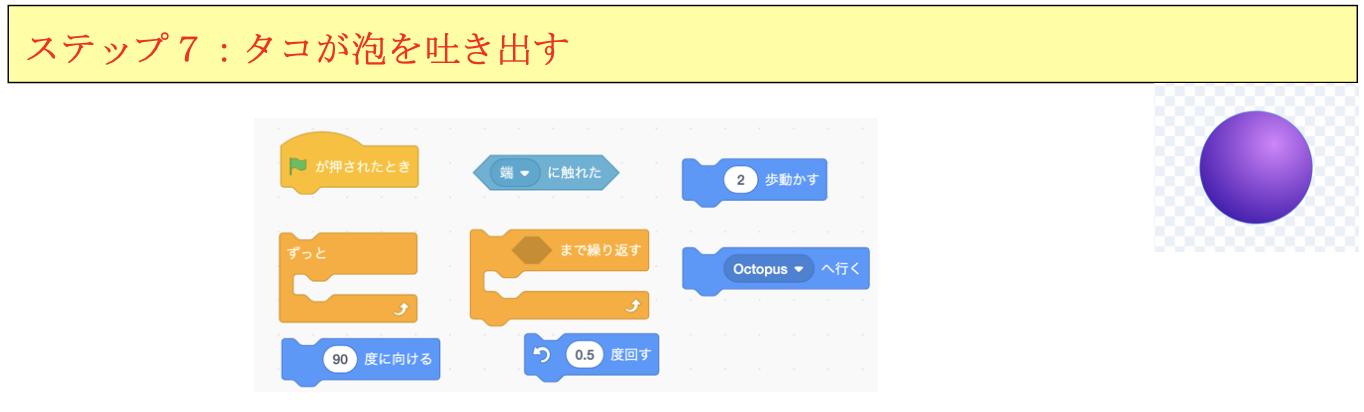 ステップ７：タコが泡を吐き出す
が押されたとき
端 に触れた
2 歩動かす
ずっと
まで繰り返す
Octopus へ行く
90 度に向ける
0.5 度回す